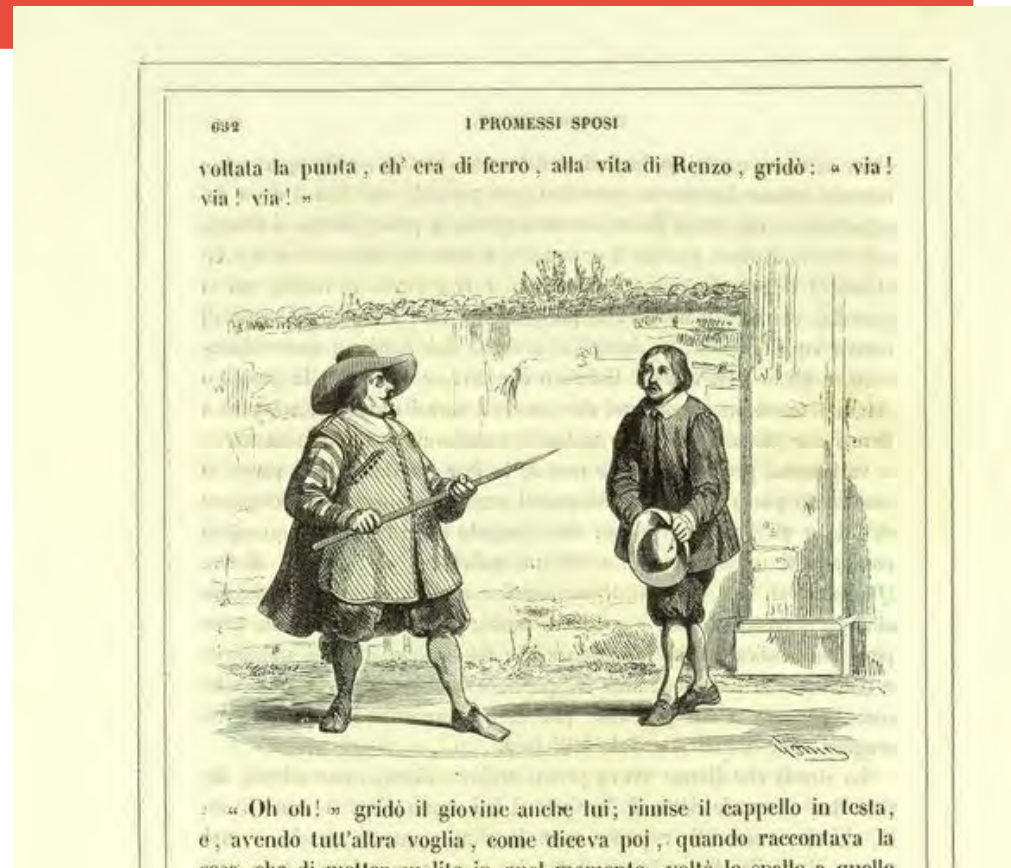 632
I PROMESSI SPOSI
voltata la punta, ch' era di ferro, alla vita di Renzo, gridò: « via!
via! via! »
« Oh oh! » gridò il giovine anche lui; rimise il cappello in testa,
e, avendo tutt'altra voglia, come diceva poi, quando raccontava la